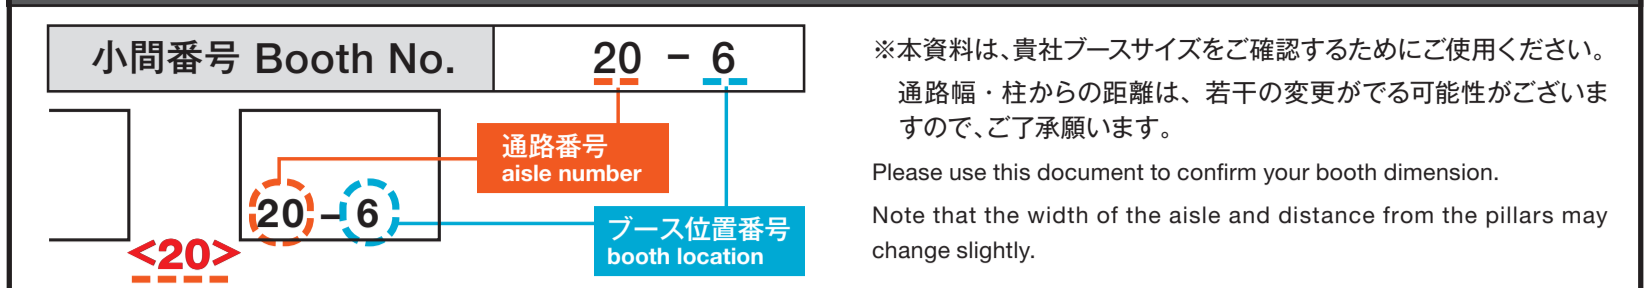 小間番号 Booth No.
20 - 6
通路番号
aisle number
20 - 6
ブース位置番号
booth location
<20>
※本資料は、貴社ブースサイズをご確認するためにご使用ください。
通路幅・柱からの距離は、若干の変更がでる可能性がございま
すので、ご了承願います。
Please use this document to confirm your booth dimension.
Note that the width of the aisle and distance from the pillars may
change slightly.